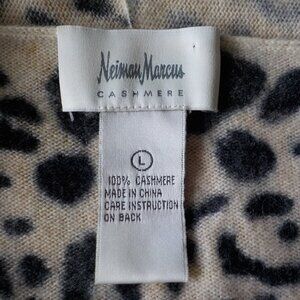 Neiman Marcus
CASHMERE
L
100% CASHMERE
MADE IN CHINA
CARE INSTRUCTION
ON BACK